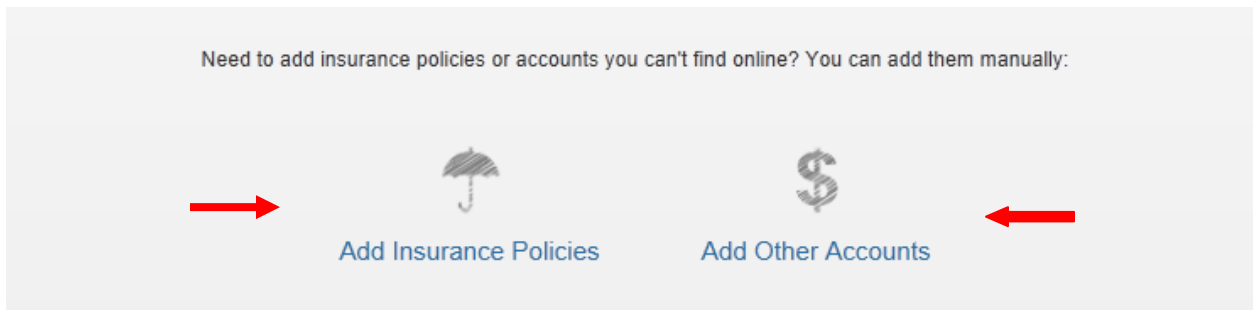 Need to add insurance policies or accounts you can't find online? You can add them manually:
Add Insurance Policies
Add Other Accounts